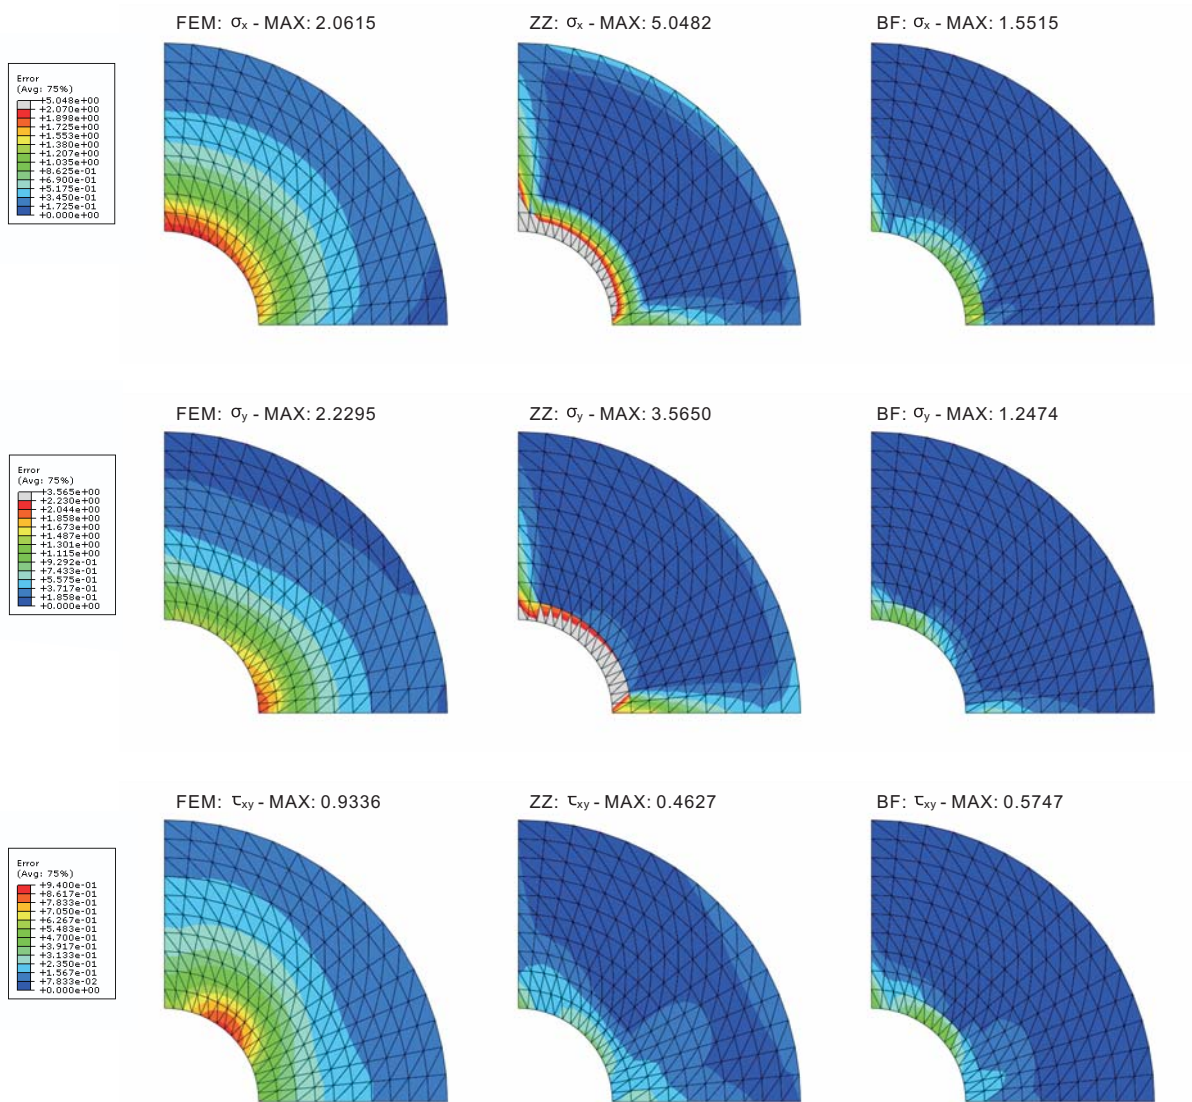 FEM: σx - MAX: 2.0615
ZZ: σx - MAX: 5.0482
BF: σx - MAX: 1.5515
Error
(Avg: 75%)
+5.048e+00
+2.070e+00
+1.898e+00
+1.725e+00
+1.553e+00
+1.380e+00
+1.207e+00
+1.035e+00
+8.625e-01
+6.900e-01
+5.175e-01
+3.450e-01
+1.725e-01
+0.000e+00
FEM: σy - MAX: 2.2295
ZZ: σy - MAX: 3.5650
BF: σy - MAX: 1.2474
Error
(Avg: 75%)
+3.565e+00
+2.230e+00
+2.044e+00
+1.858e+00
+1.673e+00
+1.487e+00
+1.301e+00
+1.115e+00
+9.292e-01
+7.433e-01
+5.575e-01
+3.717e-01
+1.858e-01
+0.000e+00
FEM: τxy - MAX: 0.9336
ZZ: τxy - MAX: 0.4627
BF: τxy - MAX: 0.5747
Error
(Avg: 75%)
+9.400e-01
+8.617e-01
+7.833e-01
+7.050e-01
+6.267e-01
+5.483e-01
+4.700e-01
+3.917e-01
+3.133e-01
+2.350e-01
+1.567e-01
+7.833e-02
+0.000e+00